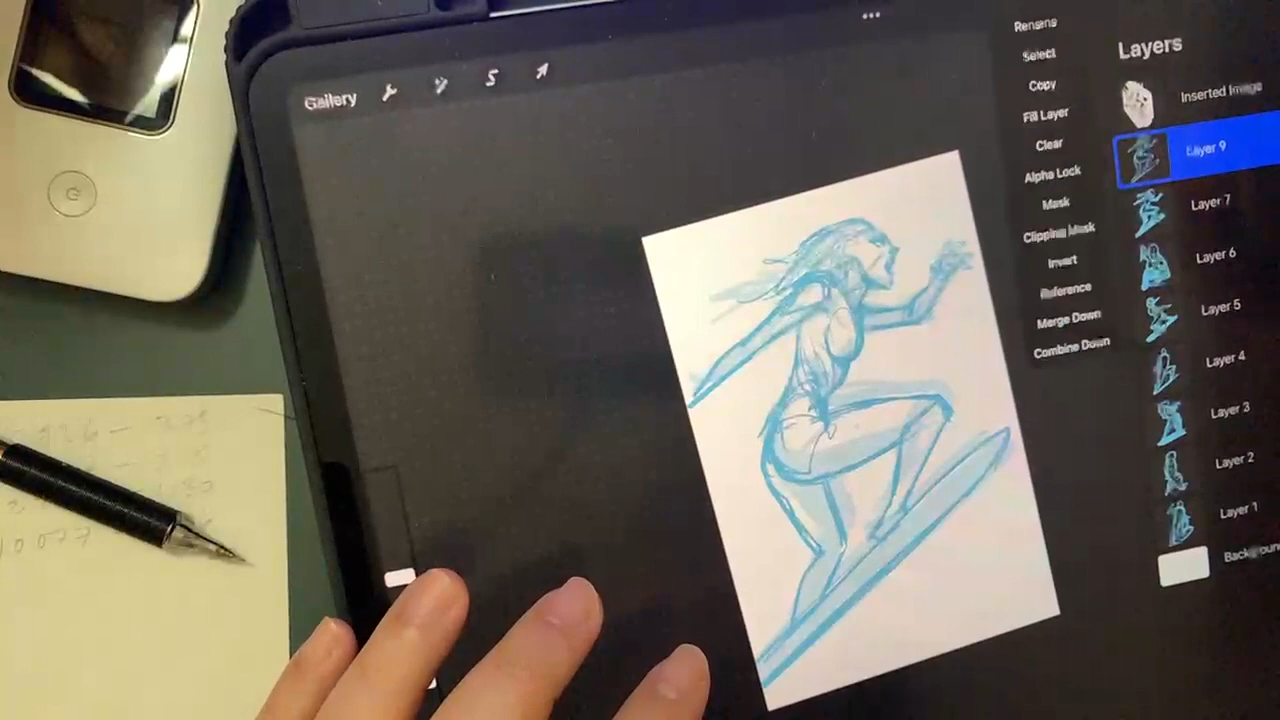 Gallery
Rename
Select
Copy
Fill Layer
Clear
Alpha Lock
Mask
Clipping Mask
Invert
Reference
Merge Down
Combine Down
Layers
Inserted Image
Layer 9
Layer 7
Layer 6
Layer 5
Layer 4
Layer 3
Layer 2
Layer 1